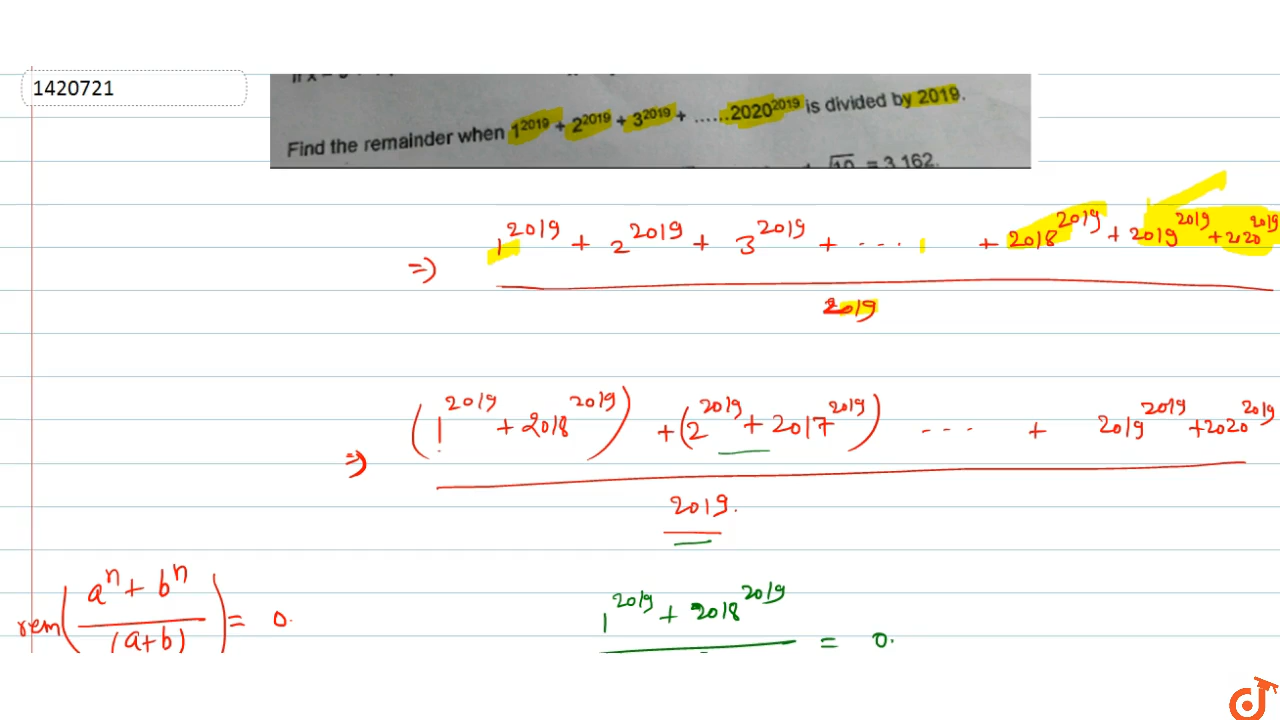 1420721
Find the remainder when 1^2019 + 2^2019 + 3^2019 + ......2020^2019 is divided by 2019.
√10 = 3.162.
⇒ 1^2019 + 2^2019 + 3^2019 + ---- + 2018^2019 + 2019^2019 + 2020^2019
2019
⇒ (1^2019 + 2018^2019) + (2^2019 + 2017^2019) ---- + 2019^2019 + 2020^2019
2019.
rem( a^n + b^n / (a+b) ) = 0.
1^2019 + 2018^2019 = 0.